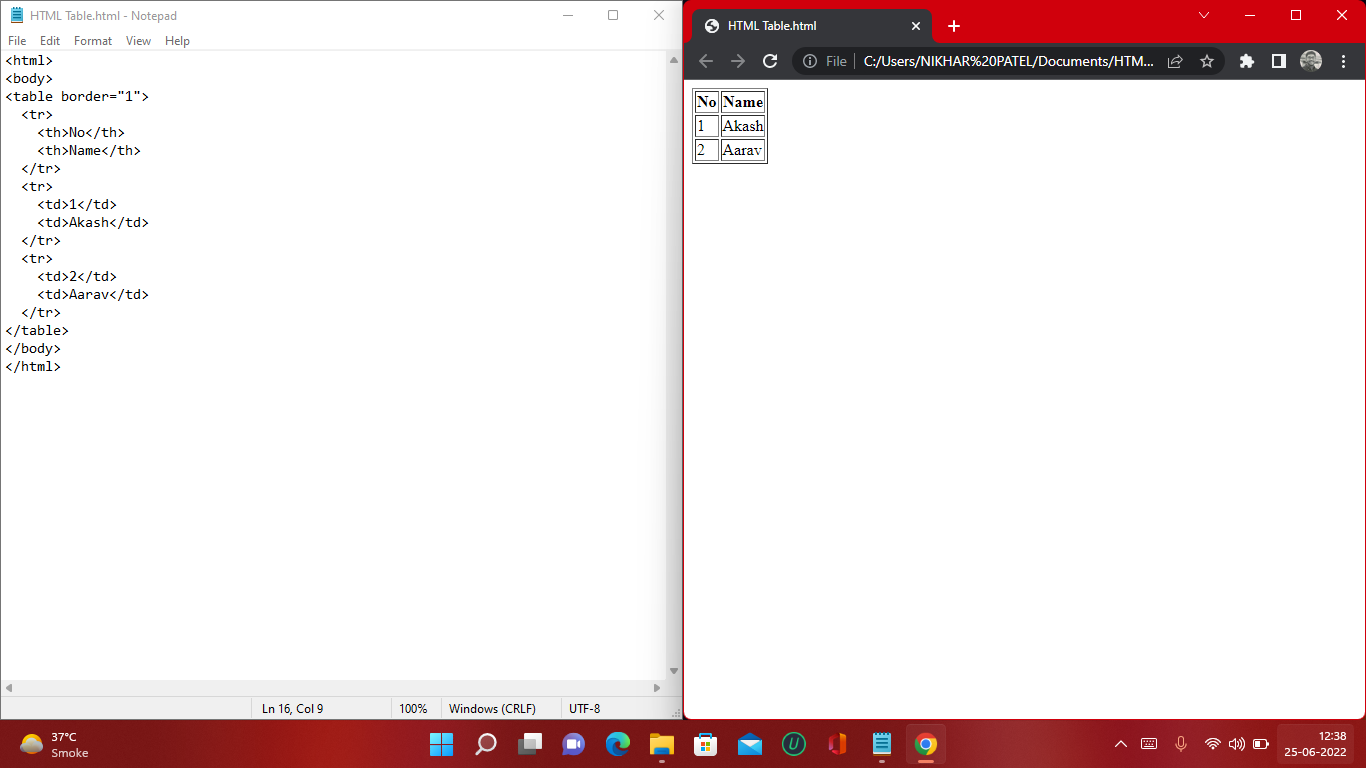 HTML Table.html - Notepad
File Edit Format View Help
<html>
<body>
<table border="1">
  <tr>
    <th>No</th>
    <th>Name</th>
  </tr>
  <tr>
    <td>1</td>
    <td>Akash</td>
  </tr>
  <tr>
    <td>2</td>
    <td>Aarav</td>
  </tr>
</table>
</body>
</html>
Ln 16, Col 9 100% Windows (CRLF) UTF-8
HTML Table.html
File C:/Users/NIKHAR%20PATEL/Documents/HTM...
No Name
1 Akash
2 Aarav
37°C
Smoke
12:38
25-06-2022